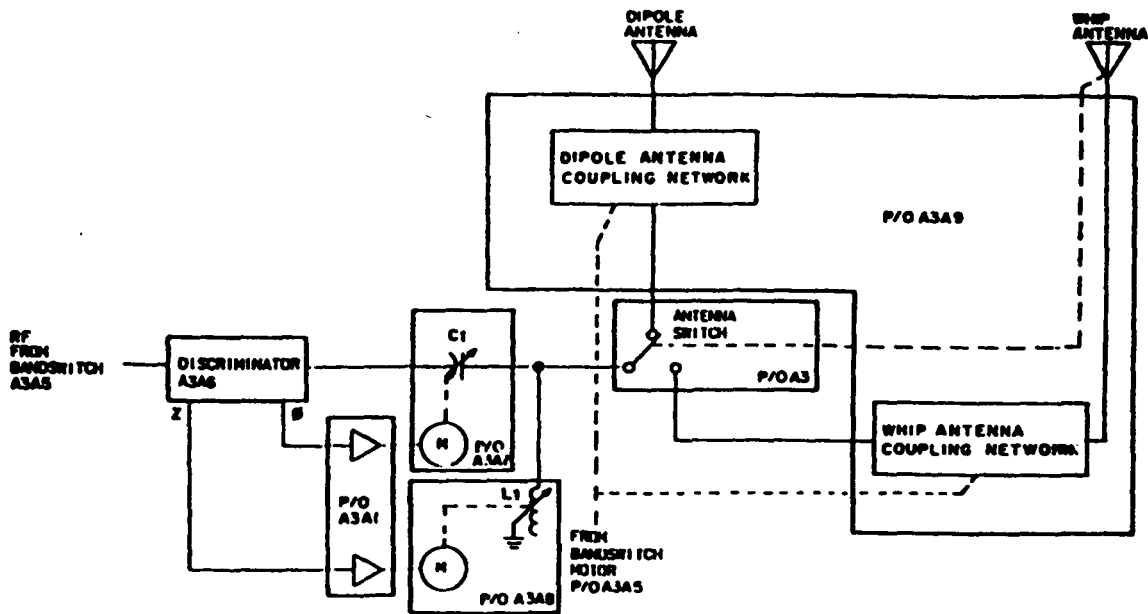 DIPOLE
ANTENNA
WHIP
ANTENNA
DIPOLE ANTENNA
COUPLING NETWORK
P/O A3A9
RF
FROM
BANDSWITCH
A3A5
DISCRIMINATOR
A3A6
Z
Ø
C1
M
P/O
ANTENNA
SWITCH
P/O A3
WHIP ANTENNA
COUPLING NETWORK
P/O
A3A1
L1
M
P/O A3A8
FROM
BANDSWITCH
MOTOR
P/O A3A5